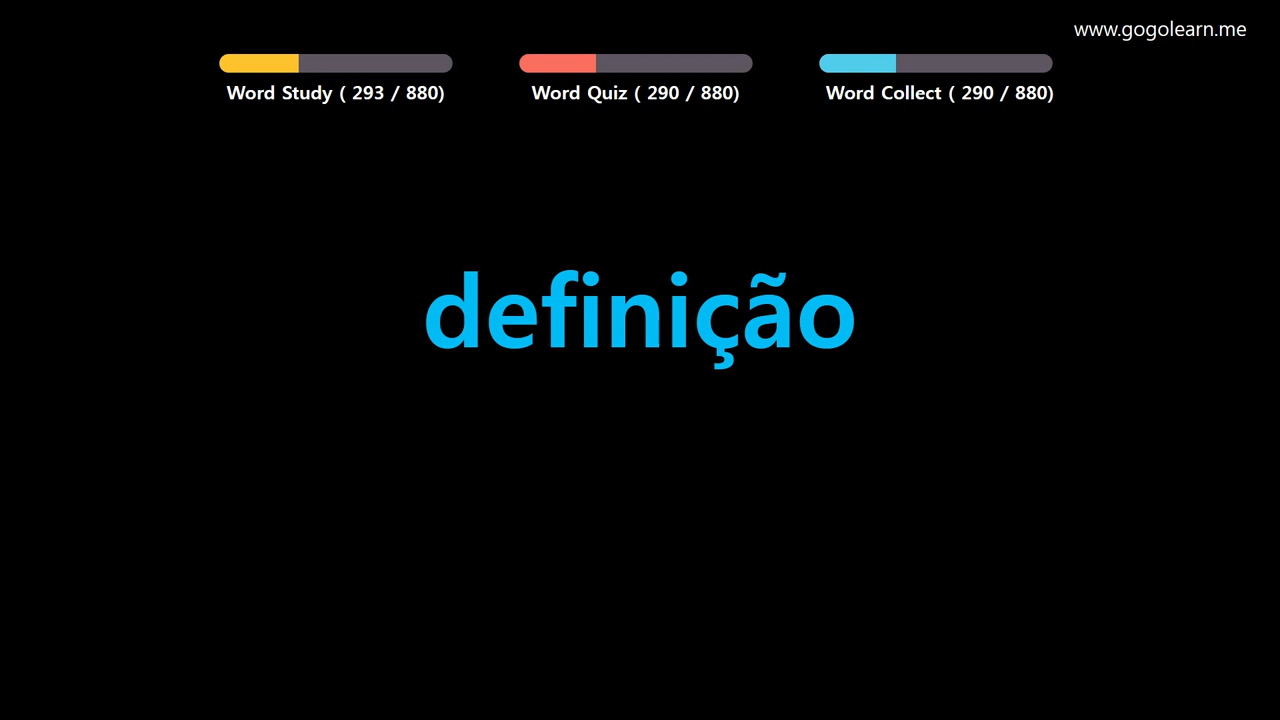 www.gogolearn.me
Word Study ( 293 / 880)
Word Quiz ( 290 / 880)
Word Collect ( 290 / 880)
definição